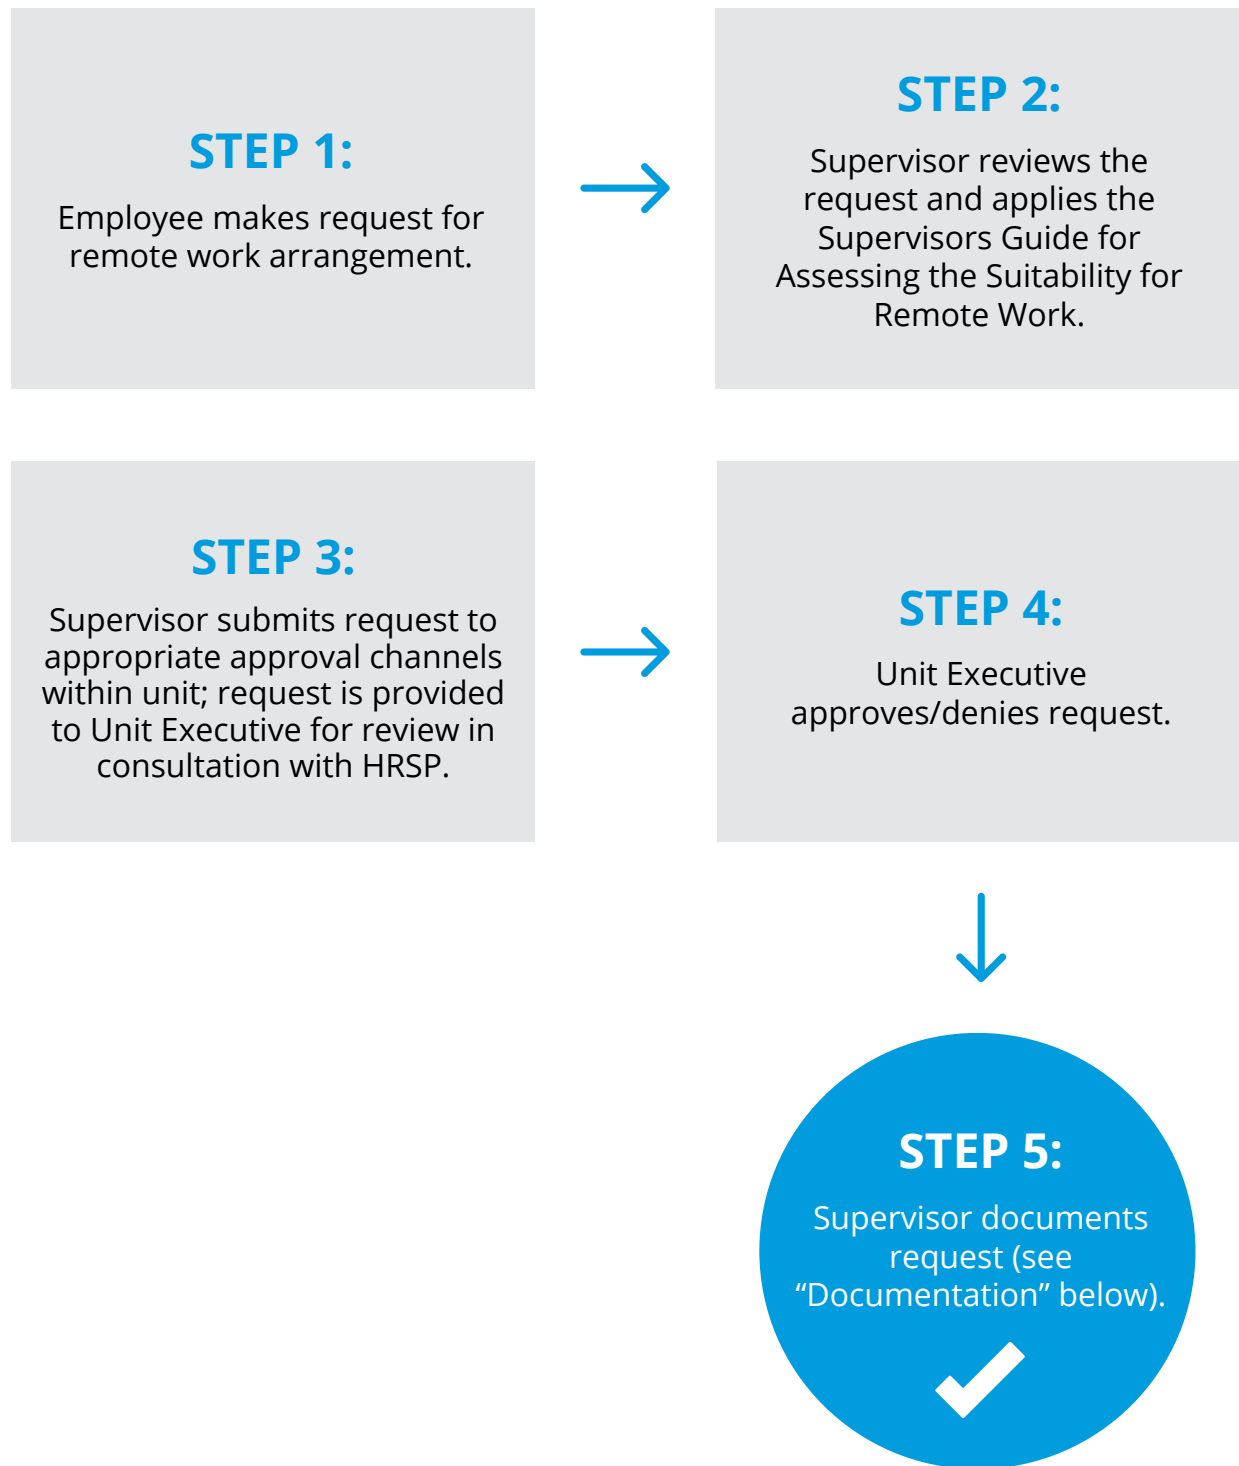 STEP 1:
Employee makes request for
remote work arrangement.
STEP 2:
Supervisor reviews the
request and applies the
Supervisors Guide for
Assessing the Suitability for
Remote Work.
STEP 3:
Supervisor submits request to
appropriate approval channels
within unit; request is provided
to Unit Executive for review in
consultation with HRSP.
STEP 4:
Unit Executive
approves/denies request.
STEP 5:
Supervisor documents
request (see
“Documentation” below).